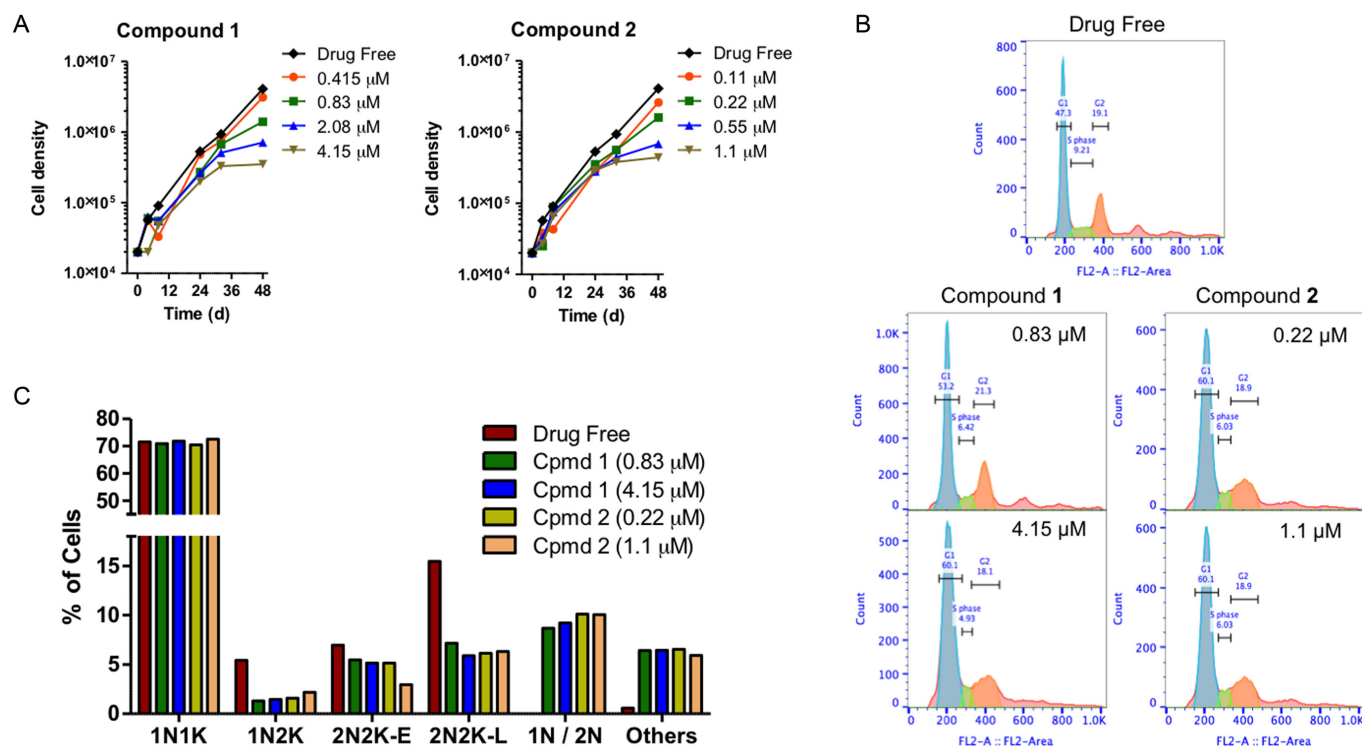 A
Compound 1
1.0×10⁷
1.0×10⁶
1.0×10⁵
1.0×10⁴
Cell density
0 12 24 36 48
Time (d)
Drug Free
0.415 µM
0.83 µM
2.08 µM
4.15 µM
Compound 2
1.0×10⁷
1.0×10⁶
1.0×10⁵
1.0×10⁴
Cell density
0 12 24 36 48
Time (d)
Drug Free
0.11 µM
0.22 µM
0.55 µM
1.1 µM
B
Drug Free
800
600
400
200
0
Count
G1
47.3
G2
19.1
S phase
9.21
0 200 400 600 800 1.0K
FL2-A :: FL2-Area
Compound 1
0.83 µM
1.0K
800
600
400
200
0
Count
G1
53.2
G2
21.3
S phase
6.42
4.15 µM
500
400
300
200
100
0
Count
G1
60.1
G2
18.1
S phase
4.93
0 200 400 600 800 1.0K
FL2-A :: FL2-Area
Compound 2
0.22 µM
600
400
200
0
Count
G1
60.1
G2
18.9
S phase
6.03
1.1 µM
600
400
200
0
Count
G1
60.1
G2
18.9
S phase
6.03
0 200 400 600 800 1.0K
FL2-A :: FL2-Area
C
80
70
60
50
15
10
5
0
% of Cells
Drug Free
Cpmd 1 (0.83 µM)
Cpmd 1 (4.15 µM)
Cpmd 2 (0.22 µM)
Cpmd 2 (1.1 µM)
1N1K 1N2K 2N2K-E 2N2K-L 1N / 2N Others